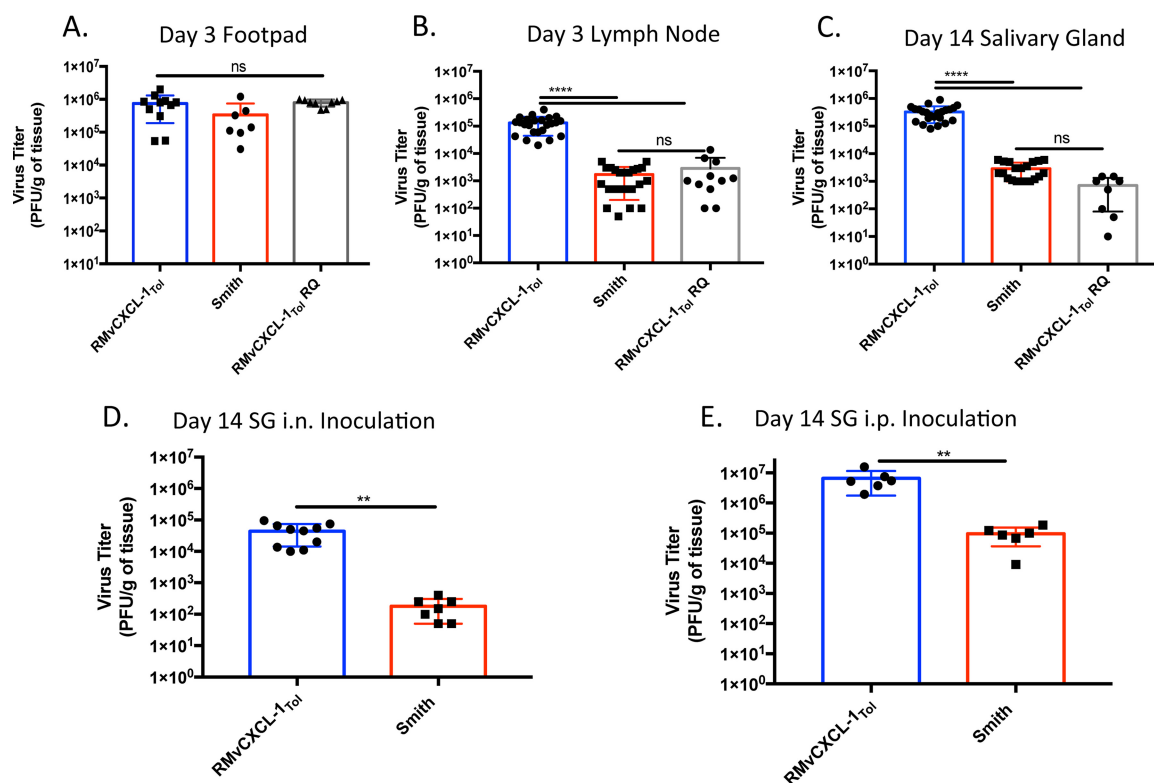 A.
Day 3 Footpad
Virus Titer
(PFU/g of tissue)
1×10⁷
1×10⁶
1×10⁵
1×10⁴
1×10³
1×10²
1×10¹
ns
RMvCXCL-1Tol
Smith
RMvCXCL-1Tol RQ
B.
Day 3 Lymph Node
Virus Titer
(PFU/g of tissue)
1×10⁷
1×10⁶
1×10⁵
1×10⁴
1×10³
1×10²
1×10¹
1×10⁰
****
ns
RMvCXCL-1Tol
Smith
RMvCXCL-1Tol RQ
C.
Day 14 Salivary Gland
Virus Titer
(PFU/g of tissue)
1×10⁷
1×10⁶
1×10⁵
1×10⁴
1×10³
1×10²
1×10¹
1×10⁰
****
ns
RMvCXCL-1Tol
Smith
RMvCXCL-1Tol RQ
D.
Day 14 SG i.n. Inoculation
Virus Titer
(PFU/g of tissue)
1×10⁷
1×10⁶
1×10⁵
1×10⁴
1×10³
1×10²
1×10¹
1×10⁰
**
RMvCXCL-1Tol
Smith
E.
Day 14 SG i.p. Inoculation
Virus Titer
(PFU/g of tissue)
1×10⁷
1×10⁶
1×10⁵
1×10⁴
1×10³
1×10²
1×10¹
1×10⁰
**
RMvCXCL-1Tol
Smith